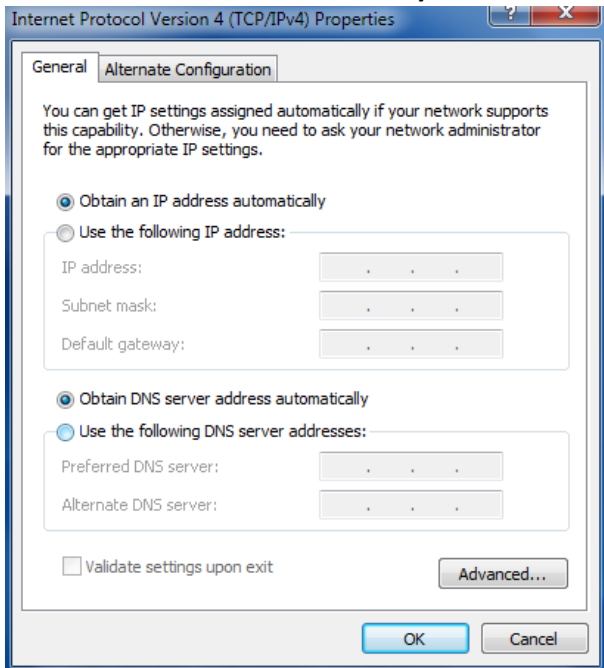 Internet Protocol Version 4 (TCP/IPv4) Properties
General
Alternate Configuration
You can get IP settings assigned automatically if your network supports
this capability. Otherwise, you need to ask your network administrator
for the appropriate IP settings.
Obtain an IP address automatically
Use the following IP address:
IP address:
Subnet mask:
Default gateway:
Obtain DNS server address automatically
Use the following DNS server addresses:
Preferred DNS server:
Alternate DNS server:
Validate settings upon exit
Advanced...
OK
Cancel